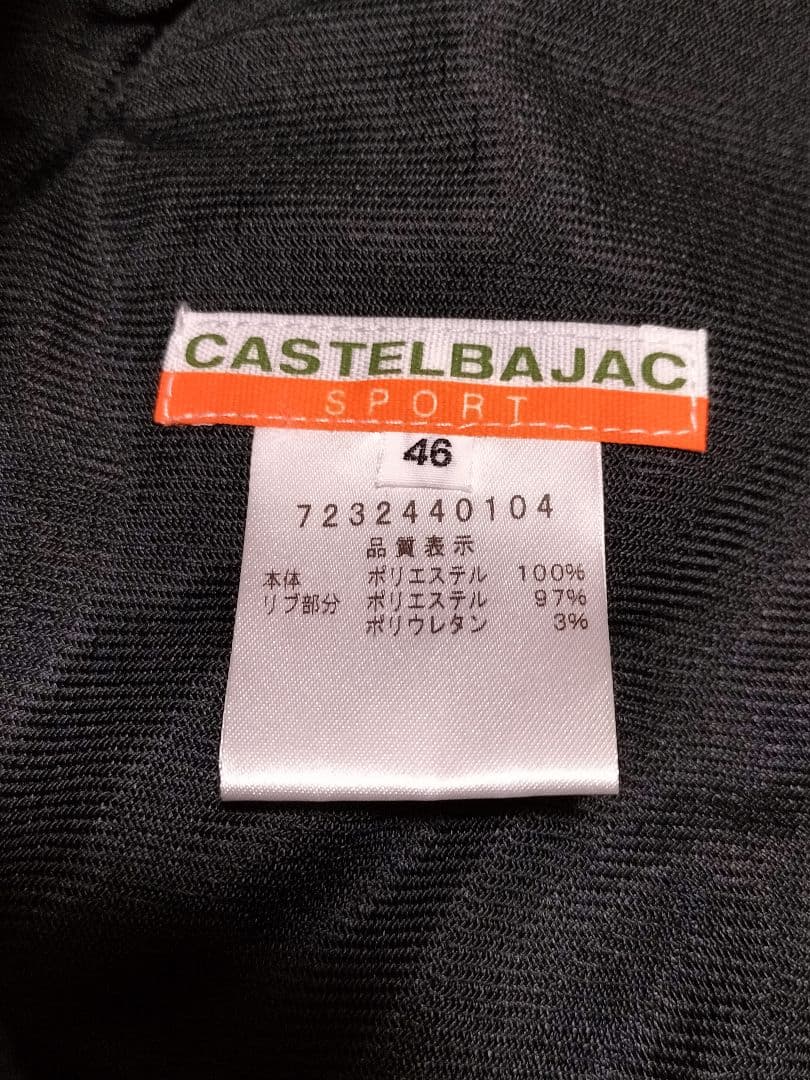 CASTELBAJAC
SPORT
46
7232440104
品質表示
本体 ポリエステル 100%
リブ部分 ポリエステル 97%
ポリウレタン 3%